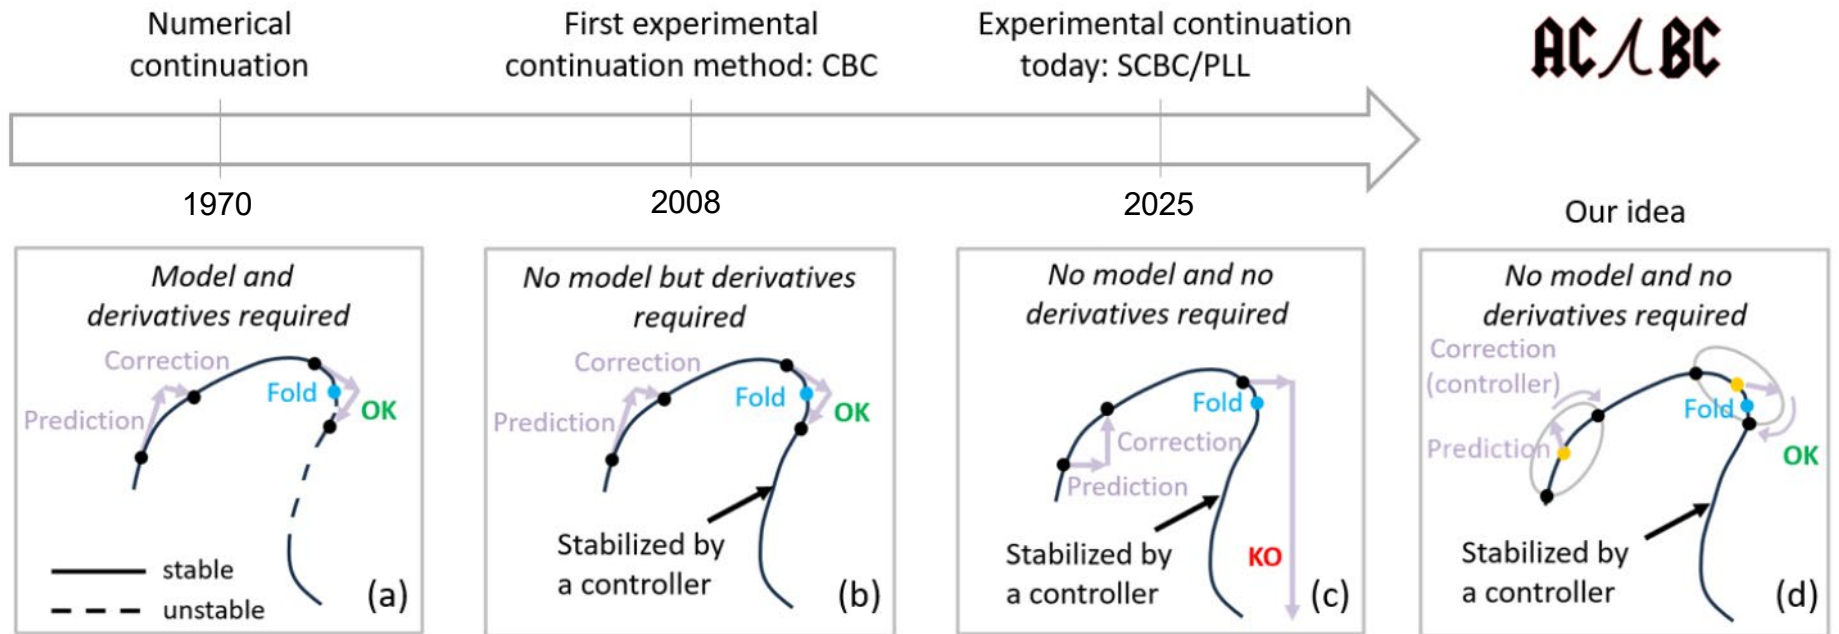 Numerical
continuation
First experimental
continuation method: CBC
Experimental continuation
today: SCBC/PLL
AC BC
1970
2008
2025
Our idea
Model and
derivatives required
Correction
Prediction
Fold
OK
stable
unstable
(a)
No model but derivatives
required
Correction
Prediction
Fold
OK
Stabilized by
a controller
(b)
No model and no
derivatives required
Fold
Correction
Prediction
Stabilized by
a controller
KO
(c)
No model and no
derivatives required
Correction
(controller)
Fold
Prediction
OK
Stabilized by
a controller
(d)